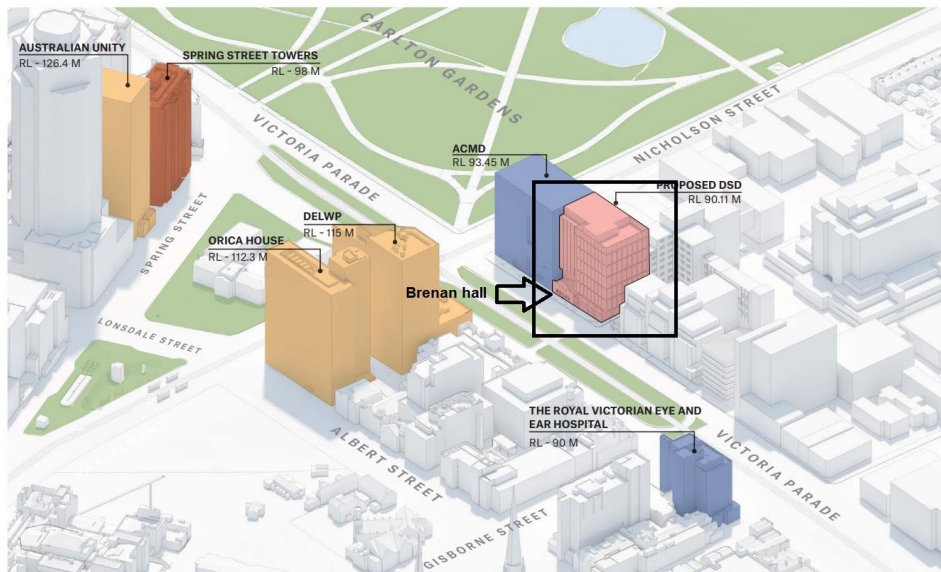 CARLTON GARDENS
AUSTRALIAN UNITY
RL - 126.4 M
SPRING STREET TOWERS
RL - 98 M
VICTORIA PARADE
NICHOLSON STREET
ACMD
RL 93.45 M
PROPOSED DSD
RL 90.11 M
SPRING STREET
DELWP
RL - 115 M
ORICA HOUSE
RL - 112.3 M
Brenan hall
LONSDALE STREET
THE ROYAL VICTORIAN EYE AND
EAR HOSPITAL
RL - 90 M
ALBERT STREET
VICTORIA PARADE
GISBORNE STREET